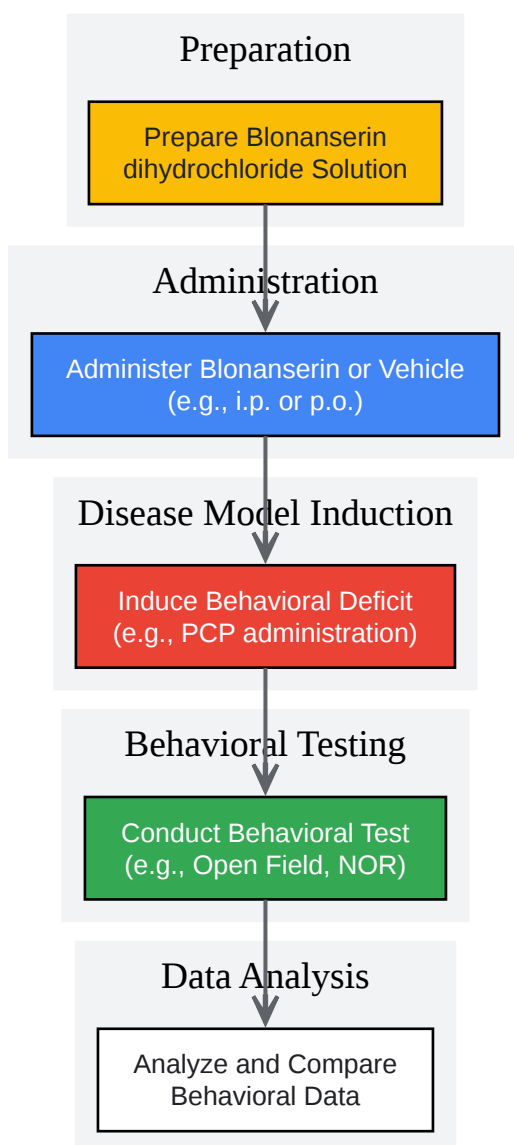 Preparation
Prepare Blonanserin
dihydrochloride Solution
Administration
Administer Blonanserin or Vehicle
(e.g., i.p. or p.o.)
Disease Model Induction
Induce Behavioral Deficit
(e.g., PCP administration)
Behavioral Testing
Conduct Behavioral Test
(e.g., Open Field, NOR)
Data Analysis
Analyze and Compare
Behavioral Data